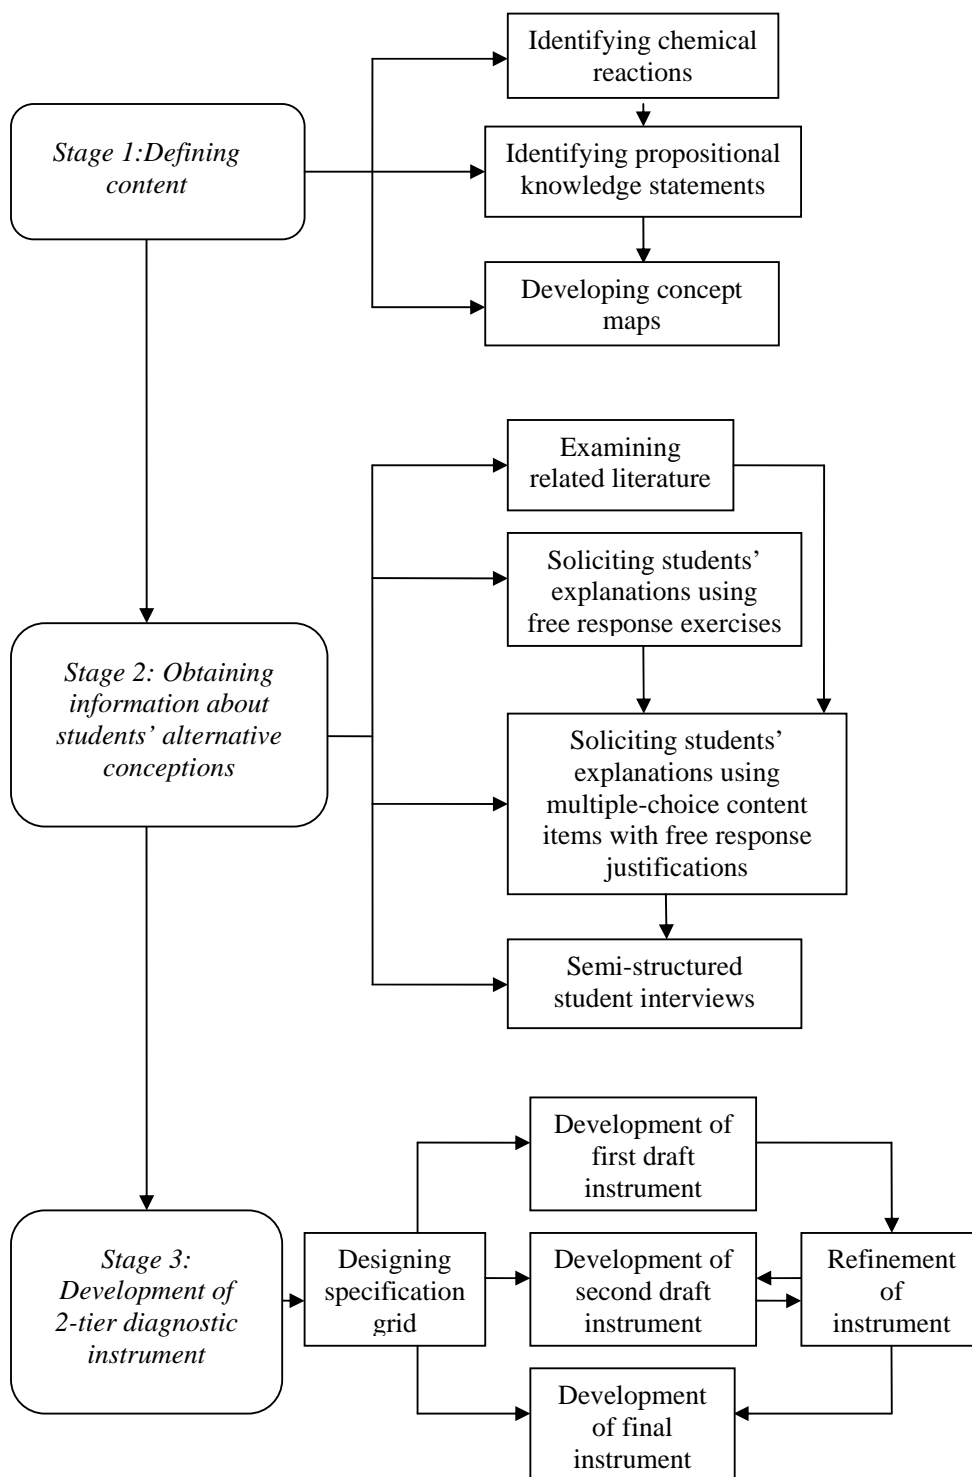 Identifying chemical
reactions
Stage 1:Defining
content
Identifying propositional
knowledge statements
Developing concept
maps
Examining
related literature
Soliciting students’
explanations using
free response exercises
Stage 2: Obtaining
information about
students’ alternative
conceptions
Soliciting students’
explanations using
multiple-choice content
items with free response
justifications
Semi-structured
student interviews
Development of
first draft
instrument
Stage 3:
Development of
2-tier diagnostic
instrument
Designing
specification
grid
Development of
second draft
instrument
Refinement
of
instrument
Development
of final
instrument